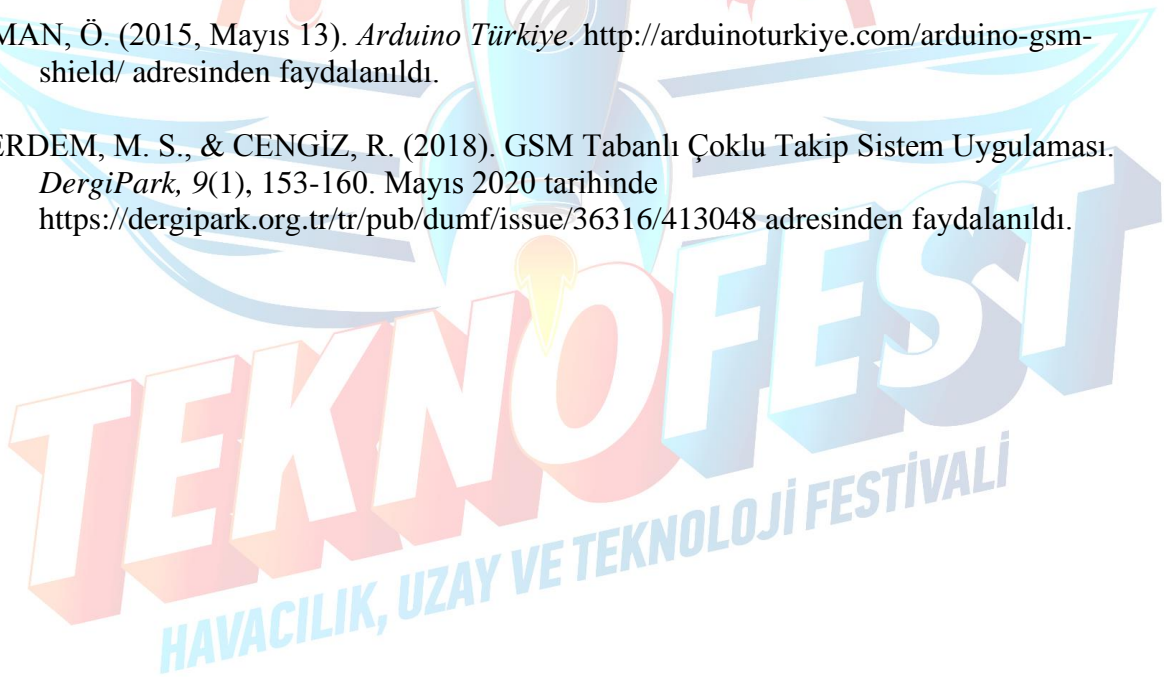 MAN, Ö. (2015, Mayıs 13). Arduino Türkiye. http://arduinoturkiye.com/arduino-gsm-
shield/ adresinden faydalanıldı.
ERDEM, M. S., & CENGİZ, R. (2018). GSM Tabanlı Çoklu Takip Sistem Uygulaması.
DergiPark, 9(1), 153-160. Mayıs 2020 tarihinde
https://dergipark.org.tr/tr/pub/dumf/issue/36316/413048 adresinden faydalanıldı.
TEKNOFEST
HAVACILIK, UZAY VE TEKNOLOJİ FESTİVALİ